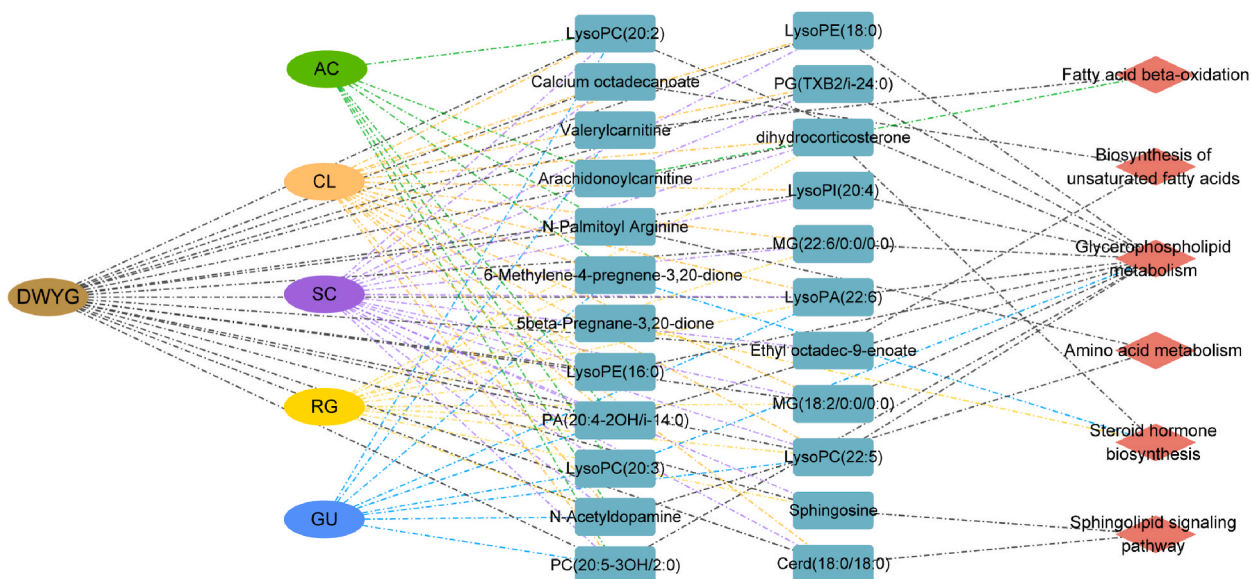 DWYG
AC
CL
SC
RG
GU
LysoPC(20:2)
Calcium octadecanoate
Valerylcarnitine
Arachidonoylcarnitine
N-Palmitoyl Arginine
6-Methylene-4-pregnene-3,20-dione
5beta-Pregnane-3,20-dione
LysoPE(16:0)
PA(20:4-2OH/i-14:0)
LysoPC(20:3)
N-Acetyldopamine
PC(20:5-3OH/2:0)
LysoPE(18:0)
PG(TXB2/i-24:0)
dihydrocorticosterone
LysoPI(20:4)
MG(22:6/0:0/0:0)
LysoPA(22:6)
Ethyl octadec-9-enoate
MG(18:2/0:0/0:0)
LysoPC(22:5)
Sphingosine
Cerd(18:0/18:0)
Fatty acid beta-oxidation
Biosynthesis of
unsaturated fatty acids
Glycerophospholipid
metabolism
Amino acid metabolism
Steroid hormone
biosynthesis
Sphingolipid signaling
pathway